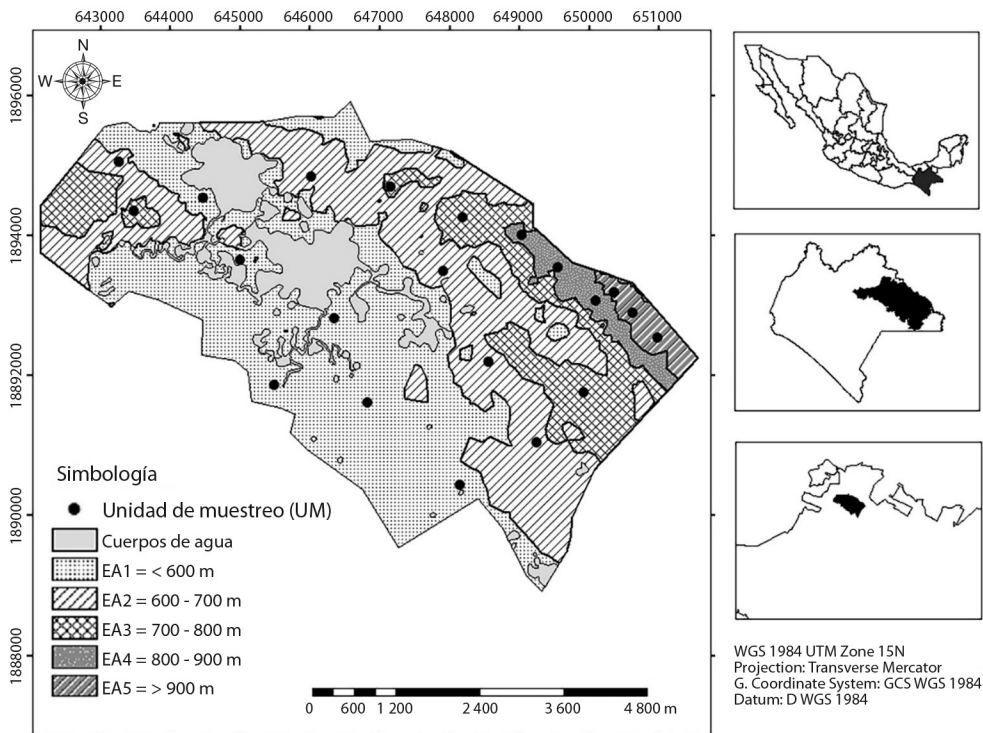 643000 644000 645000 646000 647000 648000 649000 650000 651000
1896000
1894000
1892000
1890000
1888000
N
W E
S
Simbología
Unidad de muestreo (UM)
Cuerpos de agua
EA1 = < 600 m
EA2 = 600 - 700 m
EA3 = 700 - 800 m
EA4 = 800 - 900 m
EA5 = > 900 m
0 600 1 200 2 400 3 600 4 800 m
WGS 1984 UTM Zone 15N
Projection: Transverse Mercator
G. Coordinate System: GCS WGS 1984
Datum: D WGS 1984